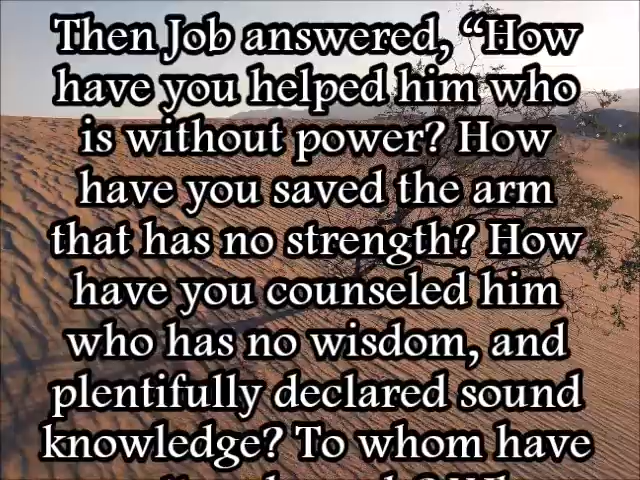 Then Job answered, “How
have you helped him who
is without power? How
have you saved the arm
that has no strength? How
have you counseled him
who has no wisdom, and
plentifully declared sound
knowledge? To whom have